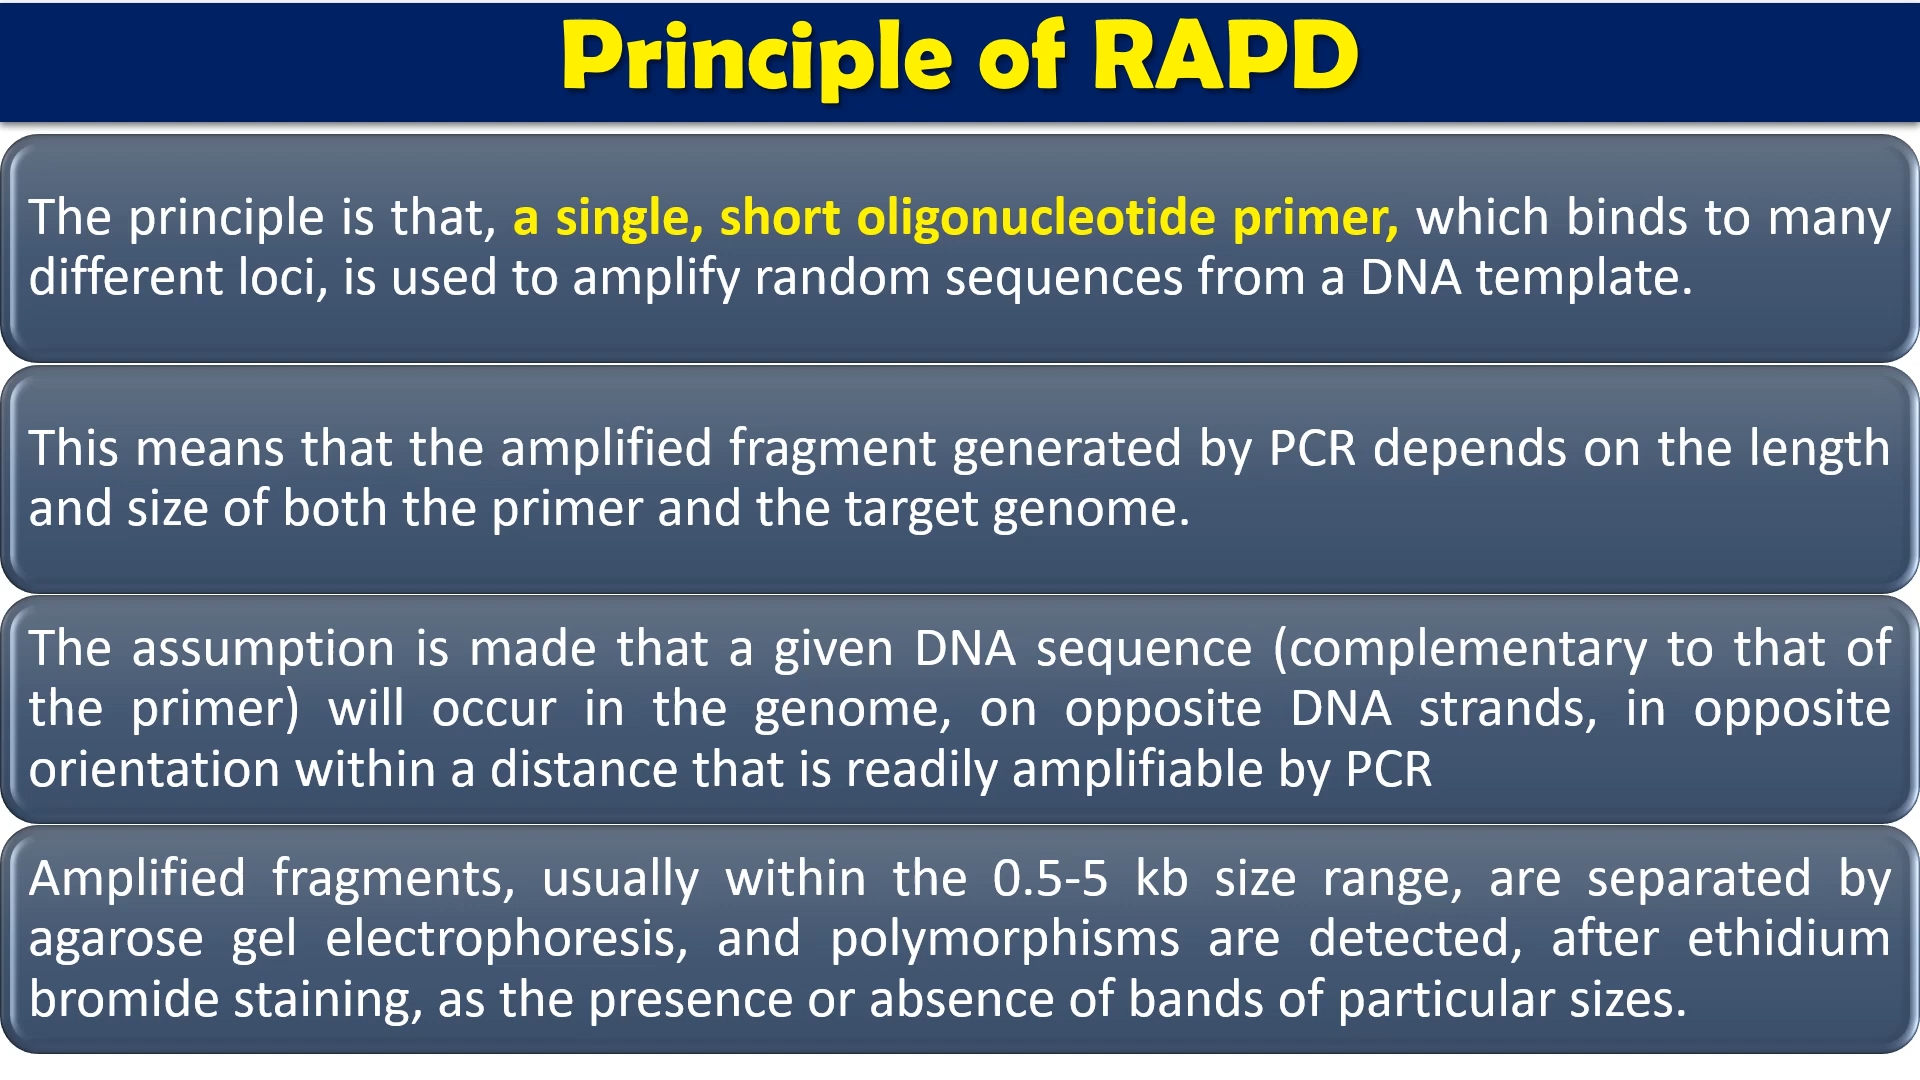 Principle of RAPD
The principle is that, a single, short oligonucleotide primer, which binds to many
different loci, is used to amplify random sequences from a DNA template.
This means that the amplified fragment generated by PCR depends on the length
and size of both the primer and the target genome.
The assumption is made that a given DNA sequence (complementary to that of
the primer) will occur in the genome, on opposite DNA strands, in opposite
orientation within a distance that is readily amplifiable by PCR
Amplified fragments, usually within the 0.5-5 kb size range, are separated by
agarose gel electrophoresis, and polymorphisms are detected, after ethidium
bromide staining, as the presence or absence of bands of particular sizes.